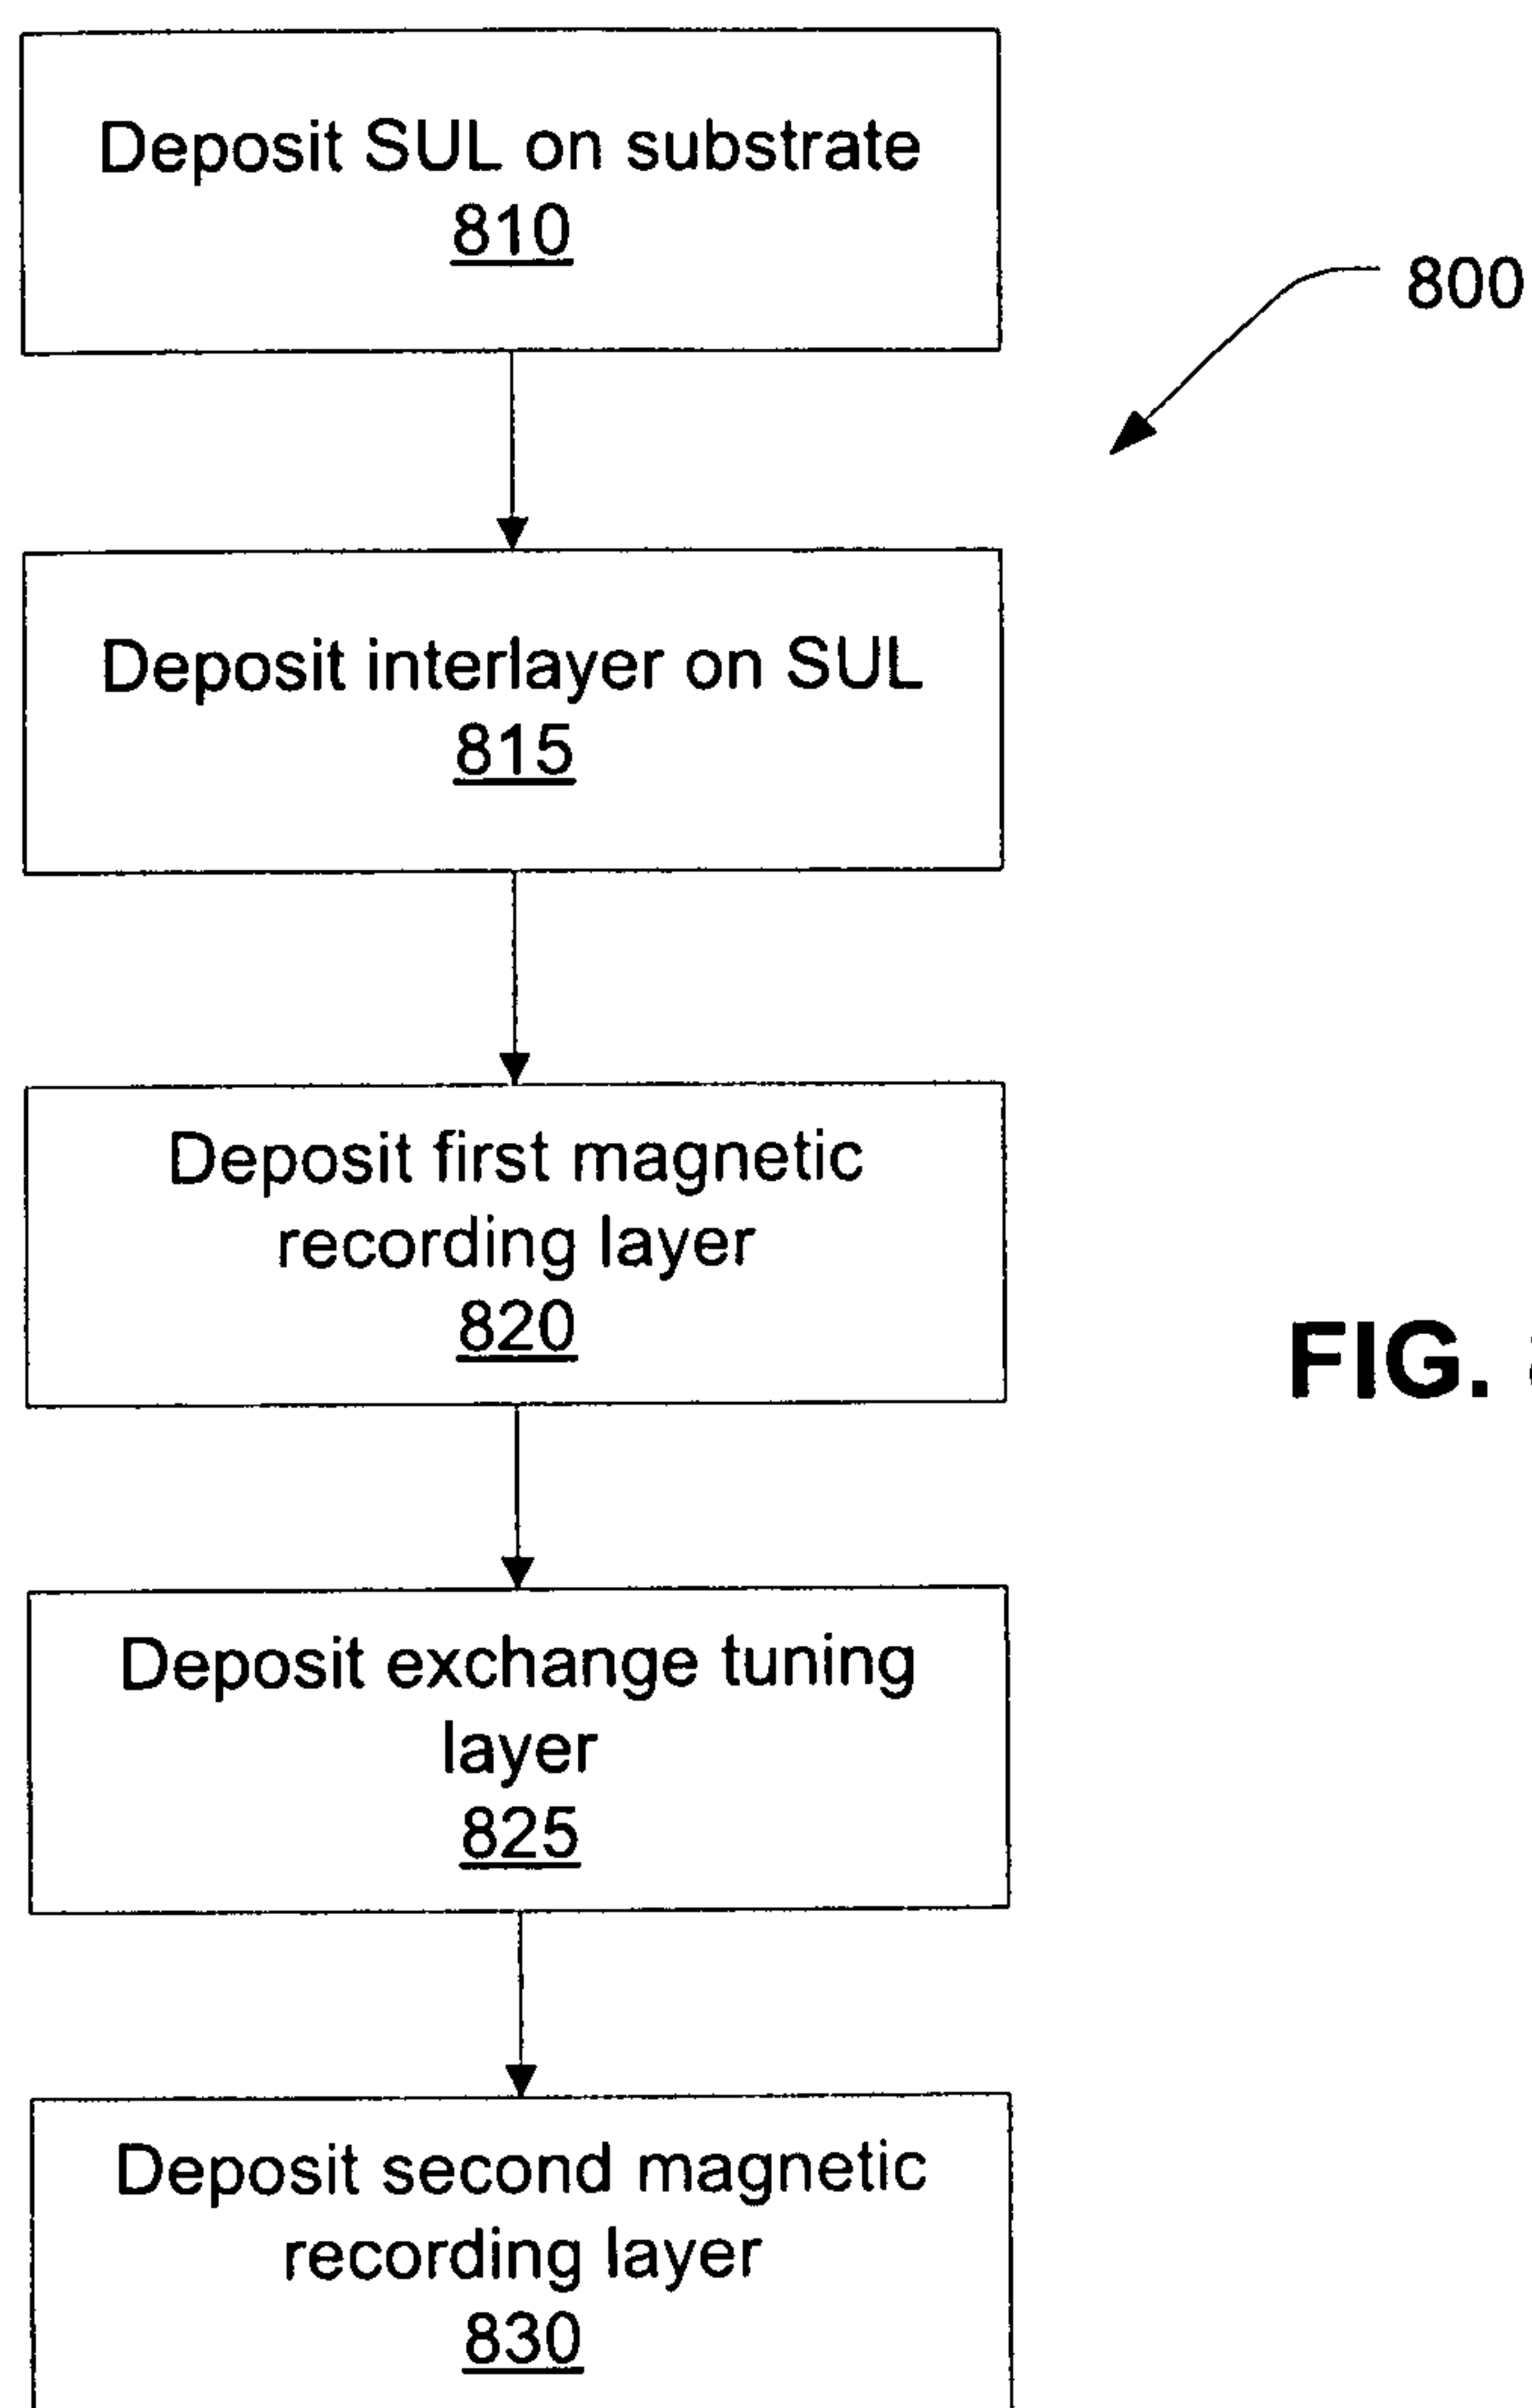 Deposit SUL on substrate
810
800
Deposit interlayer on SUL
815
Deposit first magnetic
recording layer
820
FIG.
Deposit exchange tuning
layer
825
Deposit second magnetic
recording layer
830